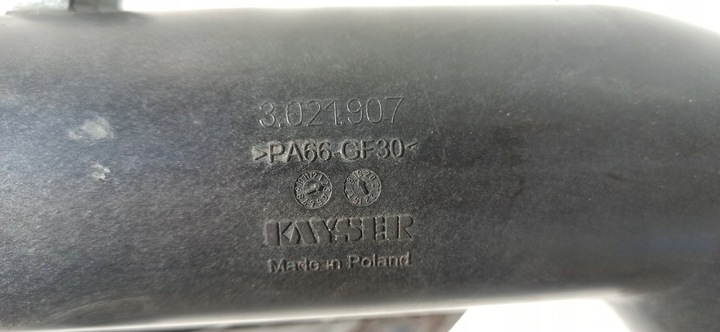 3.021.907
>PA66-GF30<
KAYSER
Made in Poland